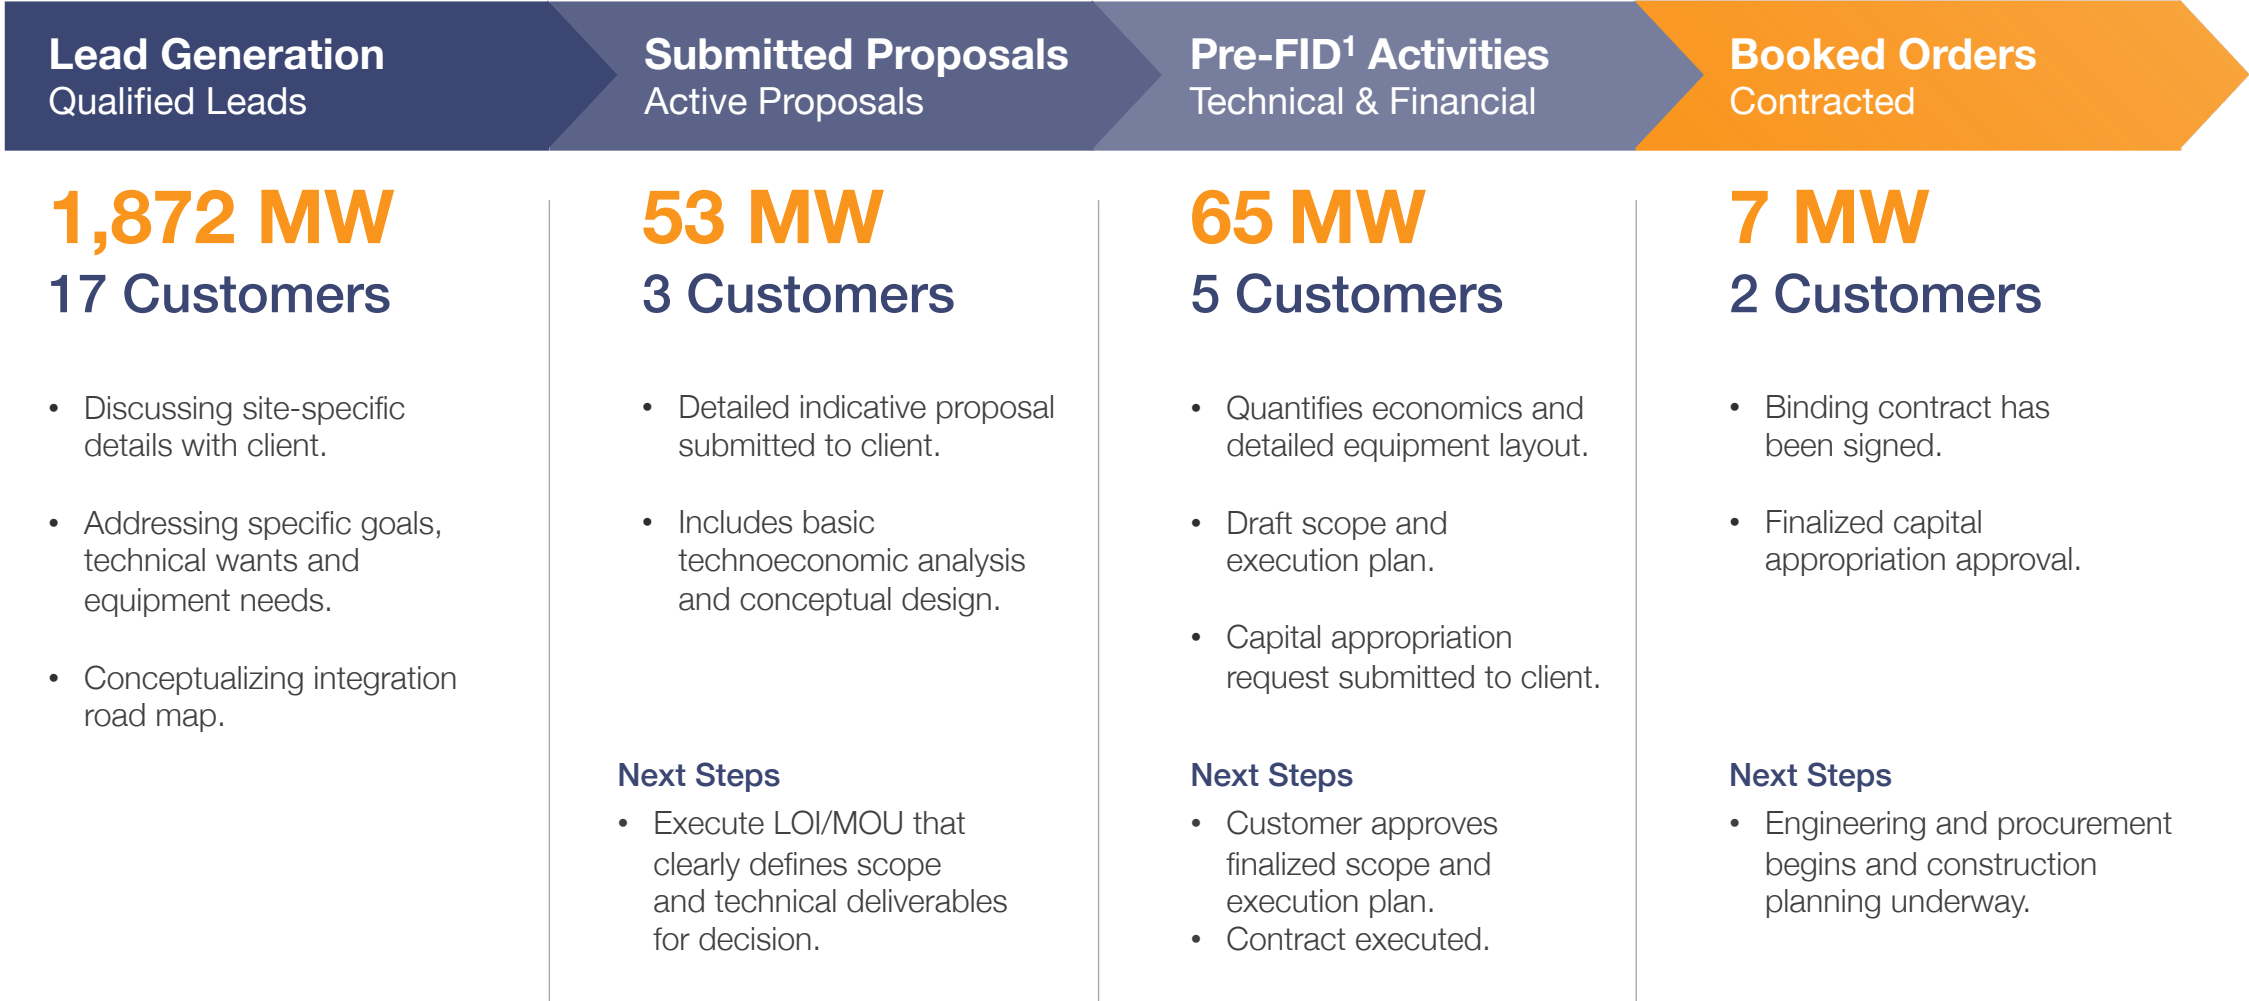 Lead Generation
Qualified Leads
1,872 MW
17 Customers
• Discussing site-specific
details with client.
• Addressing specific goals,
technical wants and
equipment needs.
• Conceptualizing integration
road map.
Submitted Proposals
Active Proposals
53 MW
3 Customers
• Detailed indicative proposal
submitted to client.
• Includes basic
technoeconomic analysis
and conceptual design.
Next Steps
• Execute LOI/MOU that
clearly defines scope
and technical deliverables
for decision.
Pre-FID¹ Activities
Technical & Financial
65 MW
5 Customers
• Quantifies economics and
detailed equipment layout.
• Draft scope and
execution plan.
• Capital appropriation
request submitted to client.
Next Steps
• Customer approves
finalized scope and
execution plan.
• Contract executed.
Booked Orders
Contracted
7 MW
2 Customers
• Binding contract has
been signed.
• Finalized capital
appropriation approval.
Next Steps
• Engineering and procurement
begins and construction
planning underway.